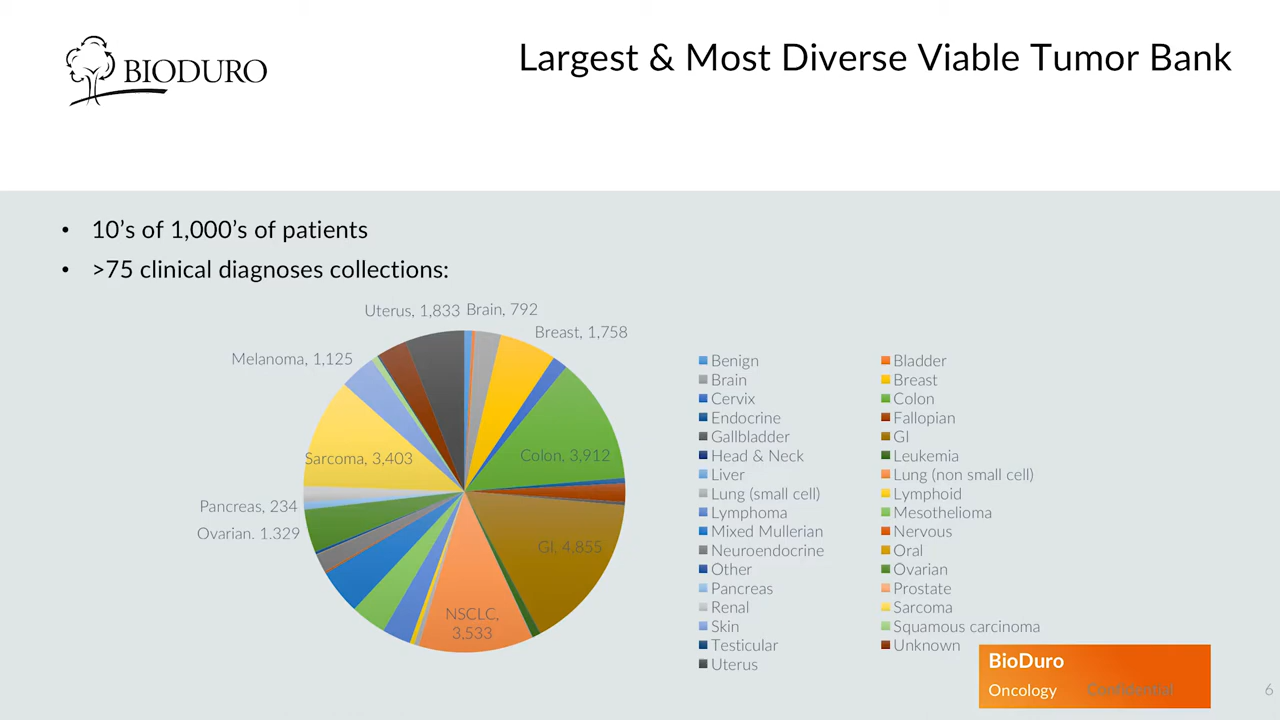 BIODURO
Largest & Most Diverse Viable Tumor Bank
• 10’s of 1,000’s of patients
• >75 clinical diagnoses collections:
Uterus, 1,833
Brain, 792
Breast, 1,758
Melanoma, 1,125
Colon, 3,912
Sarcoma, 3,403
Pancreas, 234
Ovarian. 1.329
GI, 4,855
NSCLC,
3,533
Benign
Bladder
Brain
Breast
Cervix
Colon
Endocrine
Fallopian
Gallbladder
GI
Head & Neck
Leukemia
Liver
Lung (non small cell)
Lung (small cell)
Lymphoid
Lymphoma
Mesothelioma
Mixed Mullerian
Nervous
Neuroendocrine
Oral
Other
Ovarian
Pancreas
Prostate
Renal
Sarcoma
Skin
Squamous carcinoma
Testicular
Unknown
Uterus
BioDuro
Oncology
Confidential
6